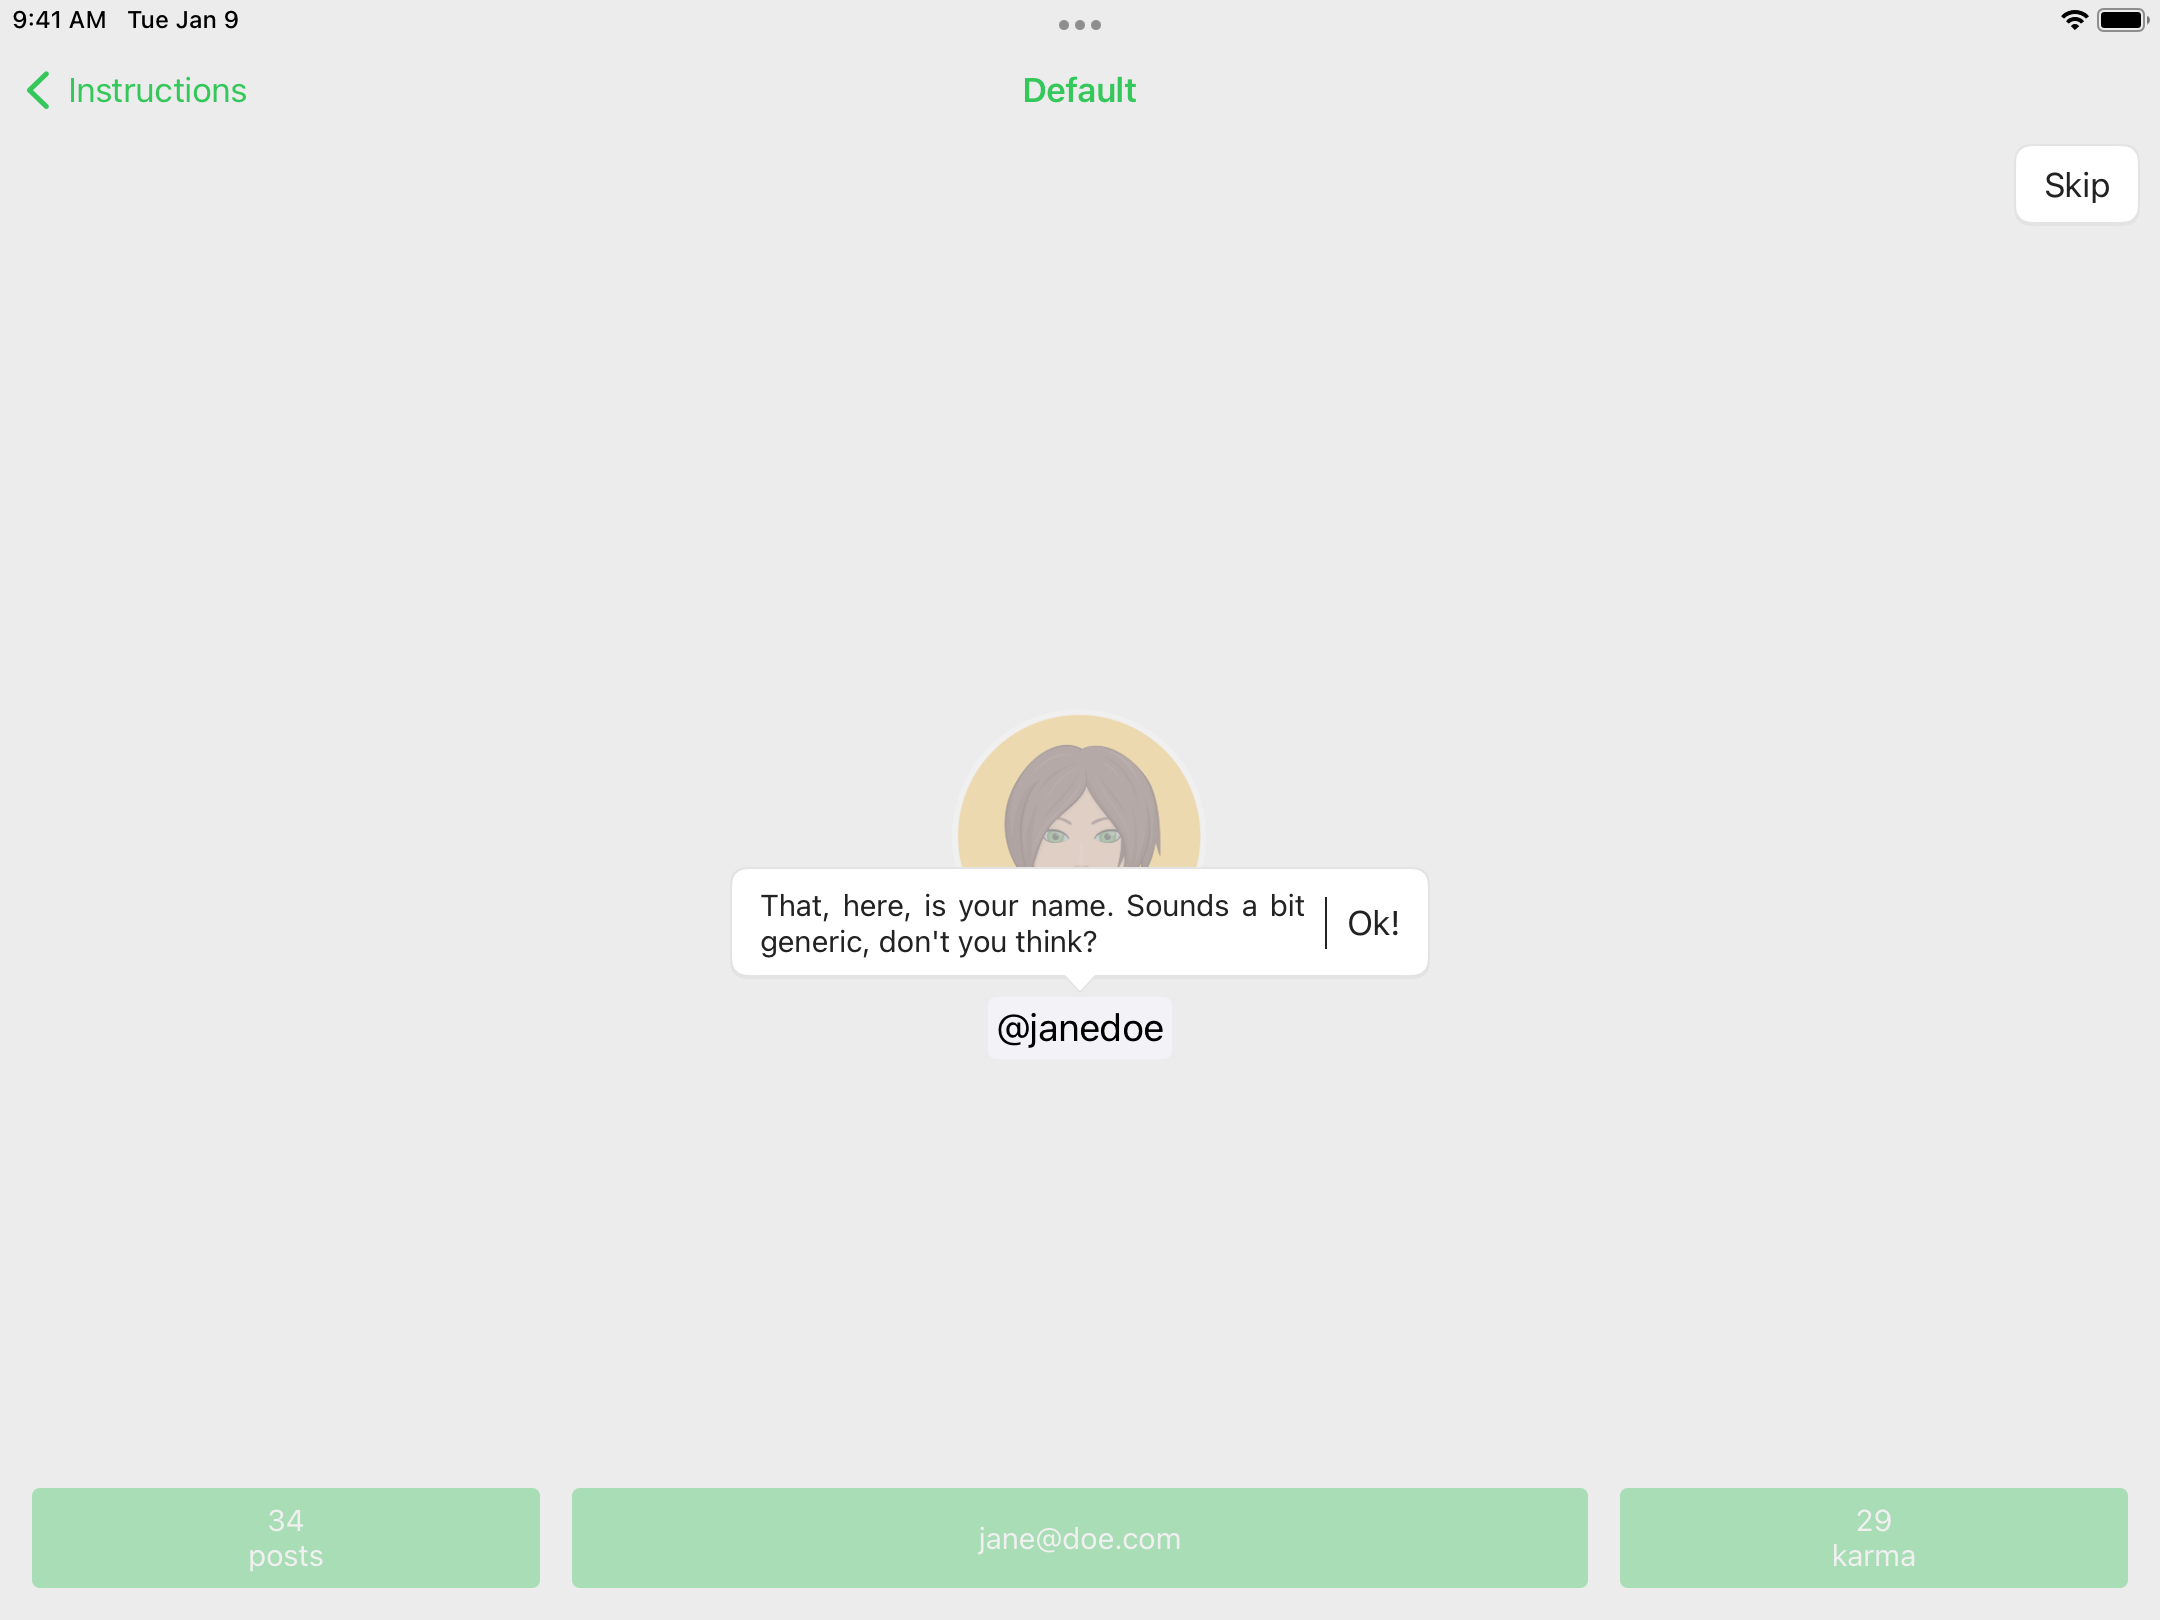 9:41 AM Tue Jan 9
Instructions
Default
Skip
That, here, is your name. Sounds a bit
generic, don't you think?
Ok!
@janedoe
34
posts
jane@doe.com
29
karma